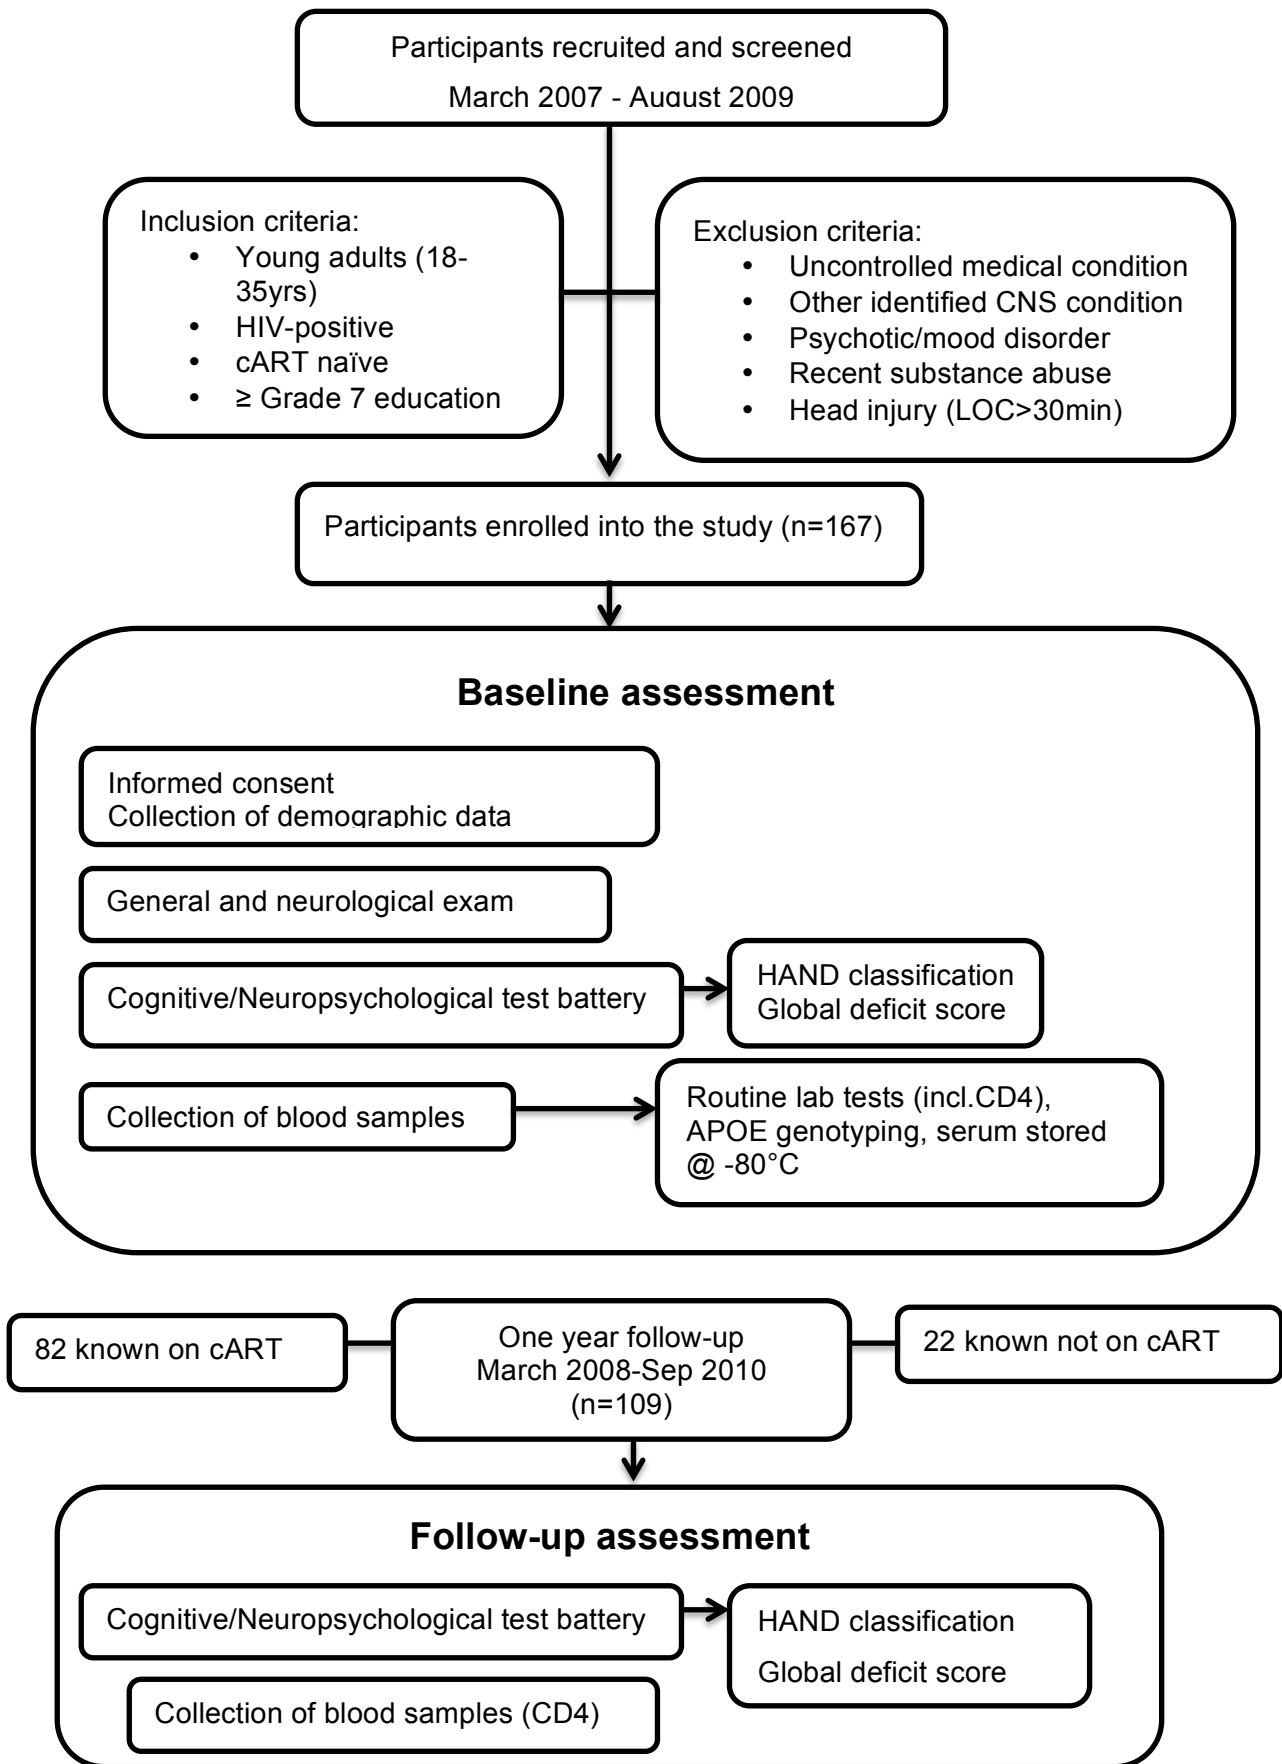 Participants recruited and screened
March 2007 - August 2009
Inclusion criteria:
• Young adults (18-
35yrs)
• HIV-positive
• cART naïve
• ≥ Grade 7 education
Exclusion criteria:
• Uncontrolled medical condition
• Other identified CNS condition
• Psychotic/mood disorder
• Recent substance abuse
• Head injury (LOC>30min)
Participants enrolled into the study (n=167)
Baseline assessment
Informed consent
Collection of demographic data
General and neurological exam
Cognitive/Neuropsychological test battery
HAND classification
Global deficit score
Collection of blood samples
Routine lab tests (incl.CD4),
APOE genotyping, serum stored
@ -80°C
82 known on cART
One year follow-up
March 2008-Sep 2010
(n=109)
22 known not on cART
Follow-up assessment
Cognitive/Neuropsychological test battery
HAND classification
Global deficit score
Collection of blood samples (CD4)